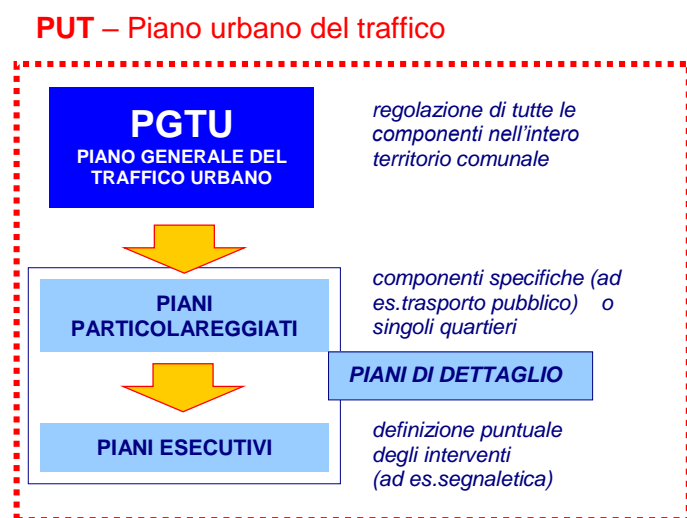 PUT – Piano urbano del traffico
PGTU
PIANO GENERALE DEL
TRAFFICO URBANO
regolazione di tutte le
componenti nell'intero
territorio comunale
PIANI
PARTICOLAREGGIATI
componenti specifiche (ad
es.trasporto pubblico) o
singoli quartieri
PIANI DI DETTAGLIO
PIANI ESECUTIVI
definizione puntuale
degli interventi
(ad es.segnaletica)